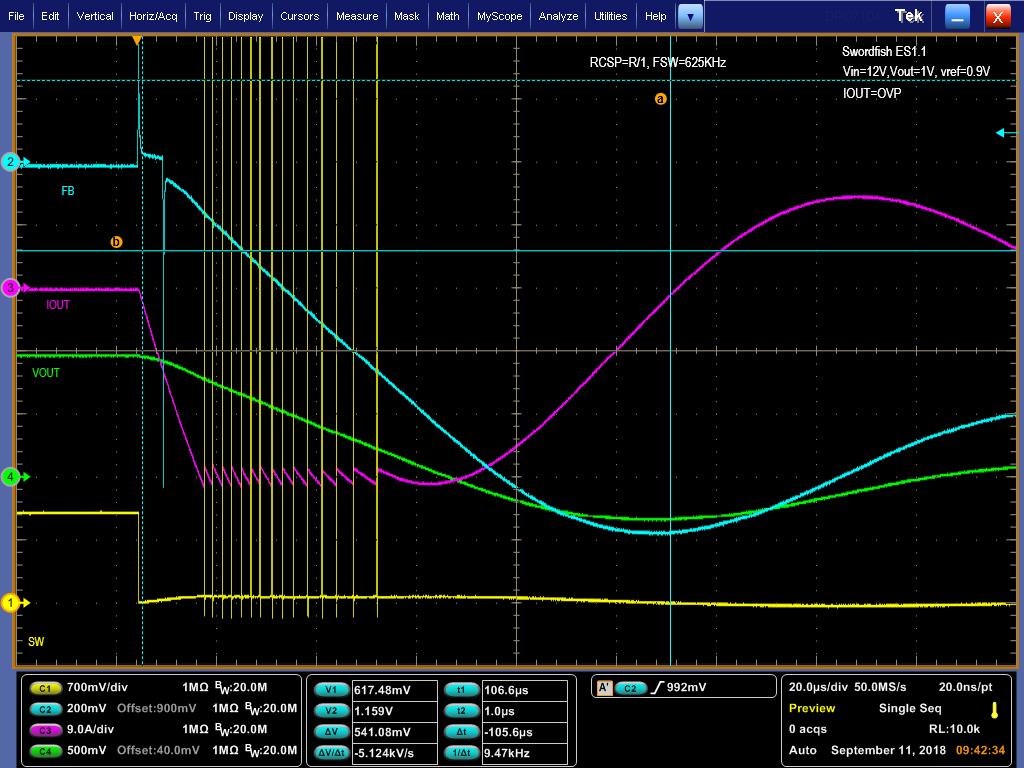 File Edit Vertical Horiz/Acq Trig Display Cursors Measure Mask Math MyScope Analyze Utilities Help Tek X
RCSP=R/1, FSW=625KHz
Swordfish ES1.1
Vin=12V,Vout=1V, vref=0.9V
IOUT=OVP
a
2
FB
b
3
IOUT
VOUT
4
1
SW
C1 700mV/div 1MΩ BW:20.0M
C2 200mV Offset:900mV 1MΩ BW:20.0M
C3 9.0A/div 1MΩ BW:20.0M
C4 500mV Offset:40.0mV 1MΩ BW:20.0M
V1 617.48mV
V2 1.159V
ΔV 541.08mV
ΔV/Δt -5.124kV/s
t1 106.6µs
t2 1.0µs
Δt -105.6µs
1/Δt 9.47kHz
A' C2 992mV
20.0µs/div 50.0MS/s 20.0ns/pt
Preview Single Seq
0 acqs RL:10.0k
Auto September 11, 2018 09:42:34